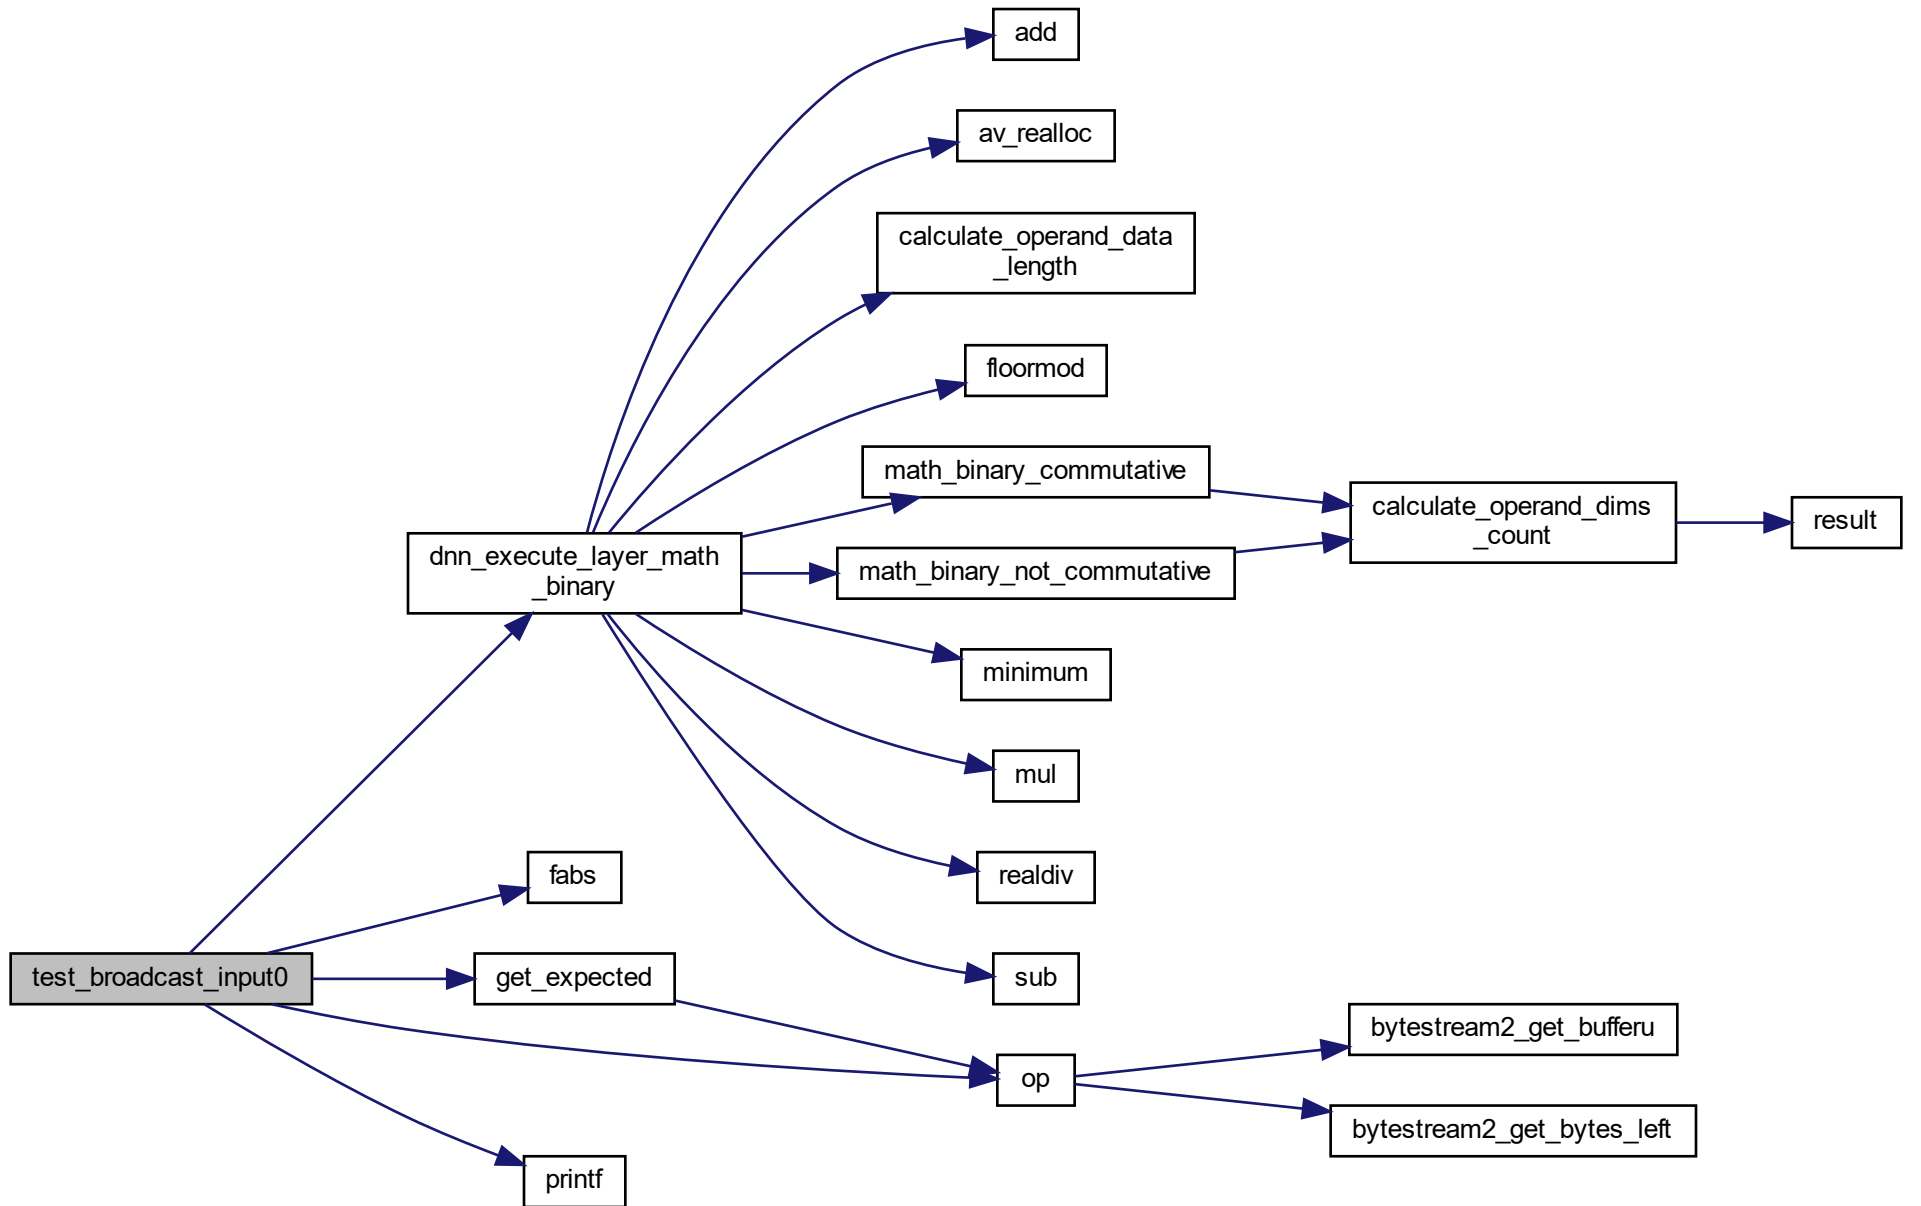 add
av_realloc
calculate_operand_data
_length
floormod
math_binary_commutative
calculate_operand_dims
_count
result
dnn_execute_layer_math
_binary
math_binary_not_commutative
minimum
mul
realdiv
fabs
sub
test_broadcast_input0
get_expected
op
bytestream2_get_bufferu
bytestream2_get_bytes_left
printf